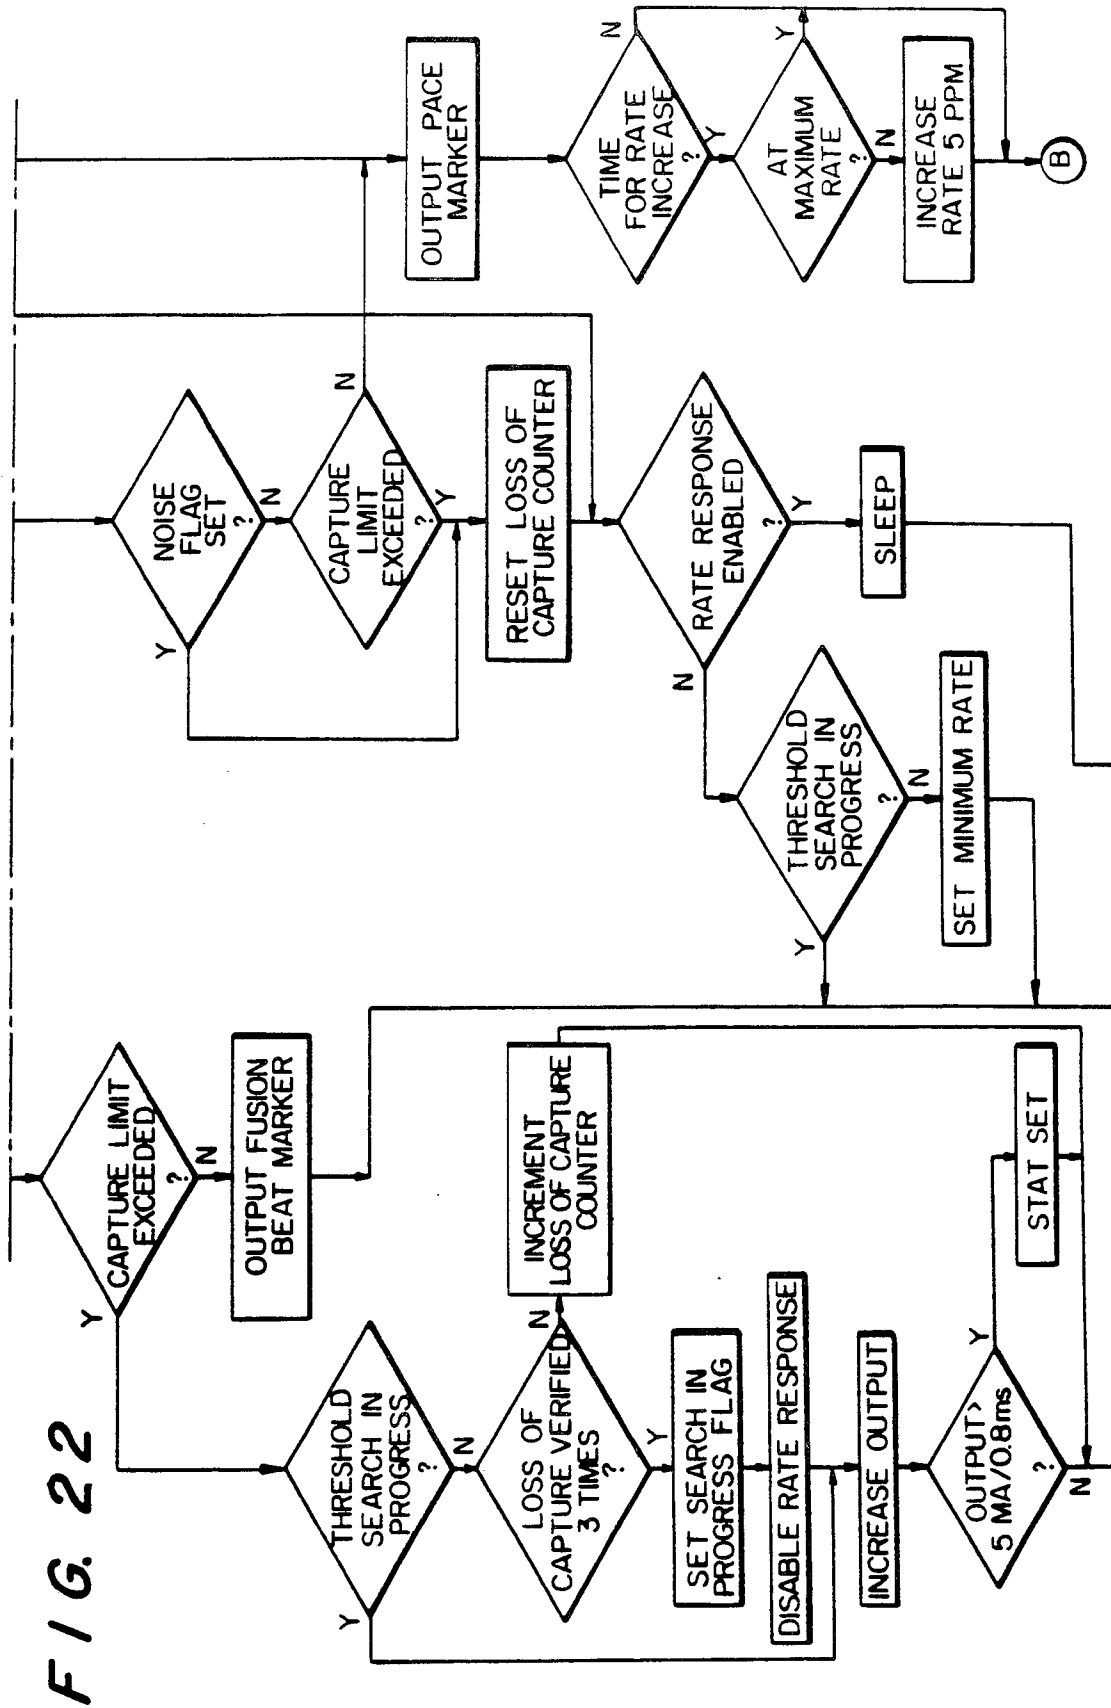 FIG. 22
CAPTURE LIMIT
EXCEEDED
?
Y
N
OUTPUT FUSION
BEAT MARKER
THRESHOLD
SEARCH IN
PROGRESS
?
Y
N
LOSS OF
CAPTURE VERIFIED
3 TIMES
?
N
Y
INCREMENT
LOSS OF CAPTURE
COUNTER
SET SEARCH IN
PROGRESS FLAG
DISABLE RATE RESPONSE
INCREASE OUTPUT
OUTPUT>
5 MA/0.8ms
?
Y
N
STAT SET
NOISE
FLAG
SET
?
Y
N
CAPTURE
LIMIT
EXCEEDED
?
N
Y
RESET LOSS OF
CAPTURE COUNTER
RATE RESPONSE
ENABLED
?
N
Y
SLEEP
THRESHOLD
SEARCH IN
PROGRESS
?
Y
N
SET MINIMUM RATE
OUTPUT PACE
MARKER
TIME
FOR RATE
INCREASE
?
N
Y
AT
MAXIMUM
RATE
?
Y
N
INCREASE
RATE 5 PPM
B